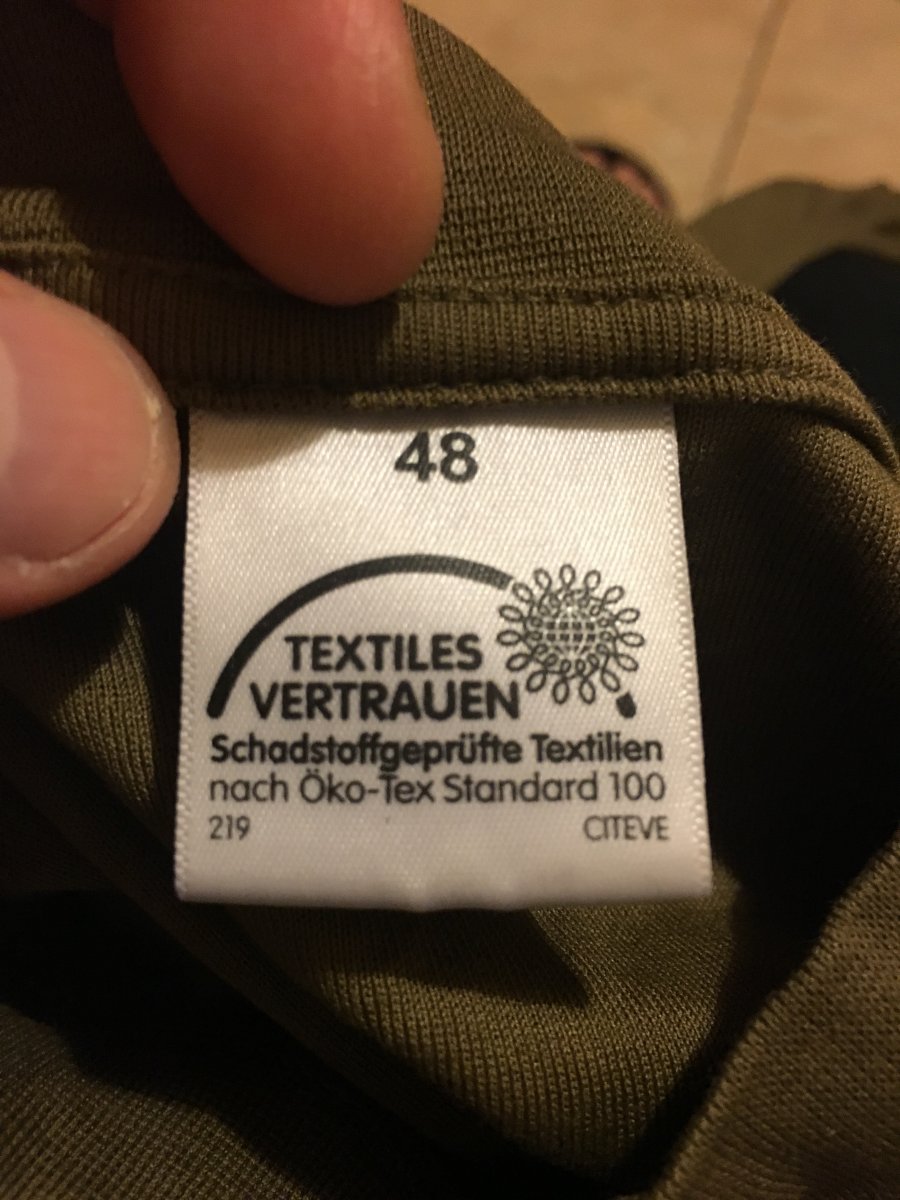 48
TEXTILES
VERTRAUEN
Schadstoffgeprüfte Textilien
nach Öko-Tex Standard 100
219 CITEVE